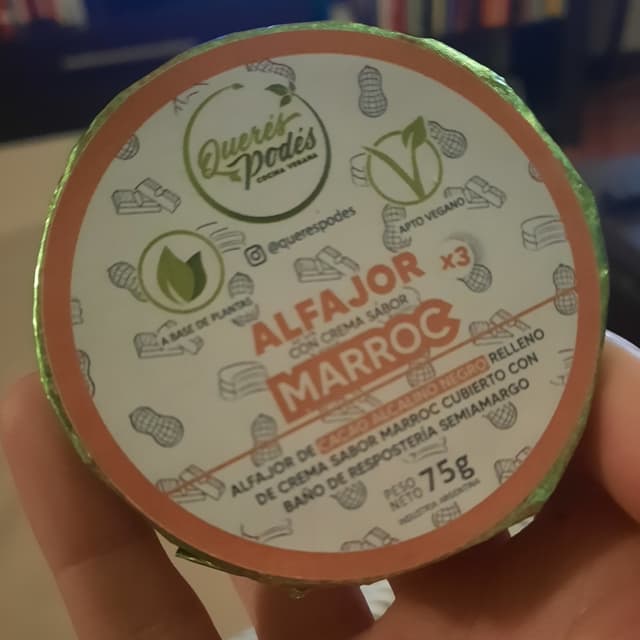 Querés
Podés
COCINA VEGANA
APTO VEGANO
@querespodes
A BASE DE PLANTAS
ALFAJOR x3
CON CREMA SABOR
MARROC
ALFAJOR DE CACAO ALCALINO NEGRO RELLENO
DE CREMA SABOR MARROC CUBIERTO CON
BAÑO DE RESPOSTERÍA SEMIAMARGO
PESO
NETO 75g
INDUSTRIA ARGENTINA